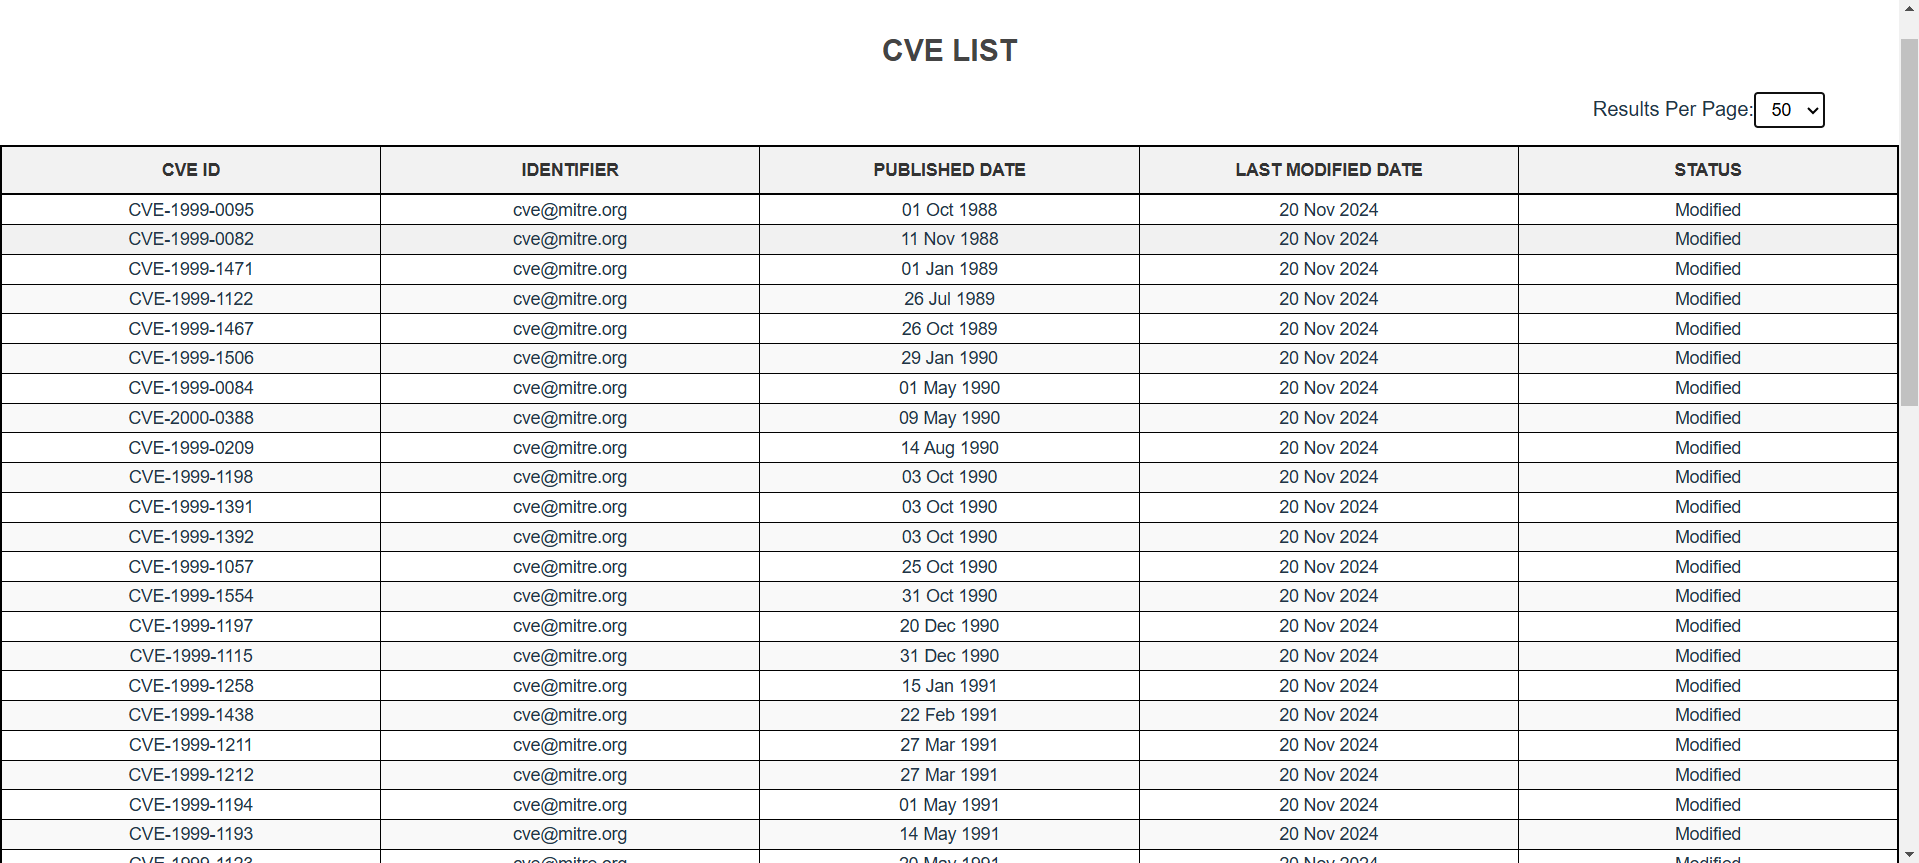 CVE LIST
Results Per Page: 50
CVE ID IDENTIFIER PUBLISHED DATE LAST MODIFIED DATE STATUS
CVE-1999-0095 cve@mitre.org 01 Oct 1988 20 Nov 2024 Modified
CVE-1999-0082 cve@mitre.org 11 Nov 1988 20 Nov 2024 Modified
CVE-1999-1471 cve@mitre.org 01 Jan 1989 20 Nov 2024 Modified
CVE-1999-1122 cve@mitre.org 26 Jul 1989 20 Nov 2024 Modified
CVE-1999-1467 cve@mitre.org 26 Oct 1989 20 Nov 2024 Modified
CVE-1999-1506 cve@mitre.org 29 Jan 1990 20 Nov 2024 Modified
CVE-1999-0084 cve@mitre.org 01 May 1990 20 Nov 2024 Modified
CVE-2000-0388 cve@mitre.org 09 May 1990 20 Nov 2024 Modified
CVE-1999-0209 cve@mitre.org 14 Aug 1990 20 Nov 2024 Modified
CVE-1999-1198 cve@mitre.org 03 Oct 1990 20 Nov 2024 Modified
CVE-1999-1391 cve@mitre.org 03 Oct 1990 20 Nov 2024 Modified
CVE-1999-1392 cve@mitre.org 03 Oct 1990 20 Nov 2024 Modified
CVE-1999-1057 cve@mitre.org 25 Oct 1990 20 Nov 2024 Modified
CVE-1999-1554 cve@mitre.org 31 Oct 1990 20 Nov 2024 Modified
CVE-1999-1197 cve@mitre.org 20 Dec 1990 20 Nov 2024 Modified
CVE-1999-1115 cve@mitre.org 31 Dec 1990 20 Nov 2024 Modified
CVE-1999-1258 cve@mitre.org 15 Jan 1991 20 Nov 2024 Modified
CVE-1999-1438 cve@mitre.org 22 Feb 1991 20 Nov 2024 Modified
CVE-1999-1211 cve@mitre.org 27 Mar 1991 20 Nov 2024 Modified
CVE-1999-1212 cve@mitre.org 27 Mar 1991 20 Nov 2024 Modified
CVE-1999-1194 cve@mitre.org 01 May 1991 20 Nov 2024 Modified
CVE-1999-1193 cve@mitre.org 14 May 1991 20 Nov 2024 Modified
cve@mitre.org 20 May 1991 20 Nov 2024 Modified